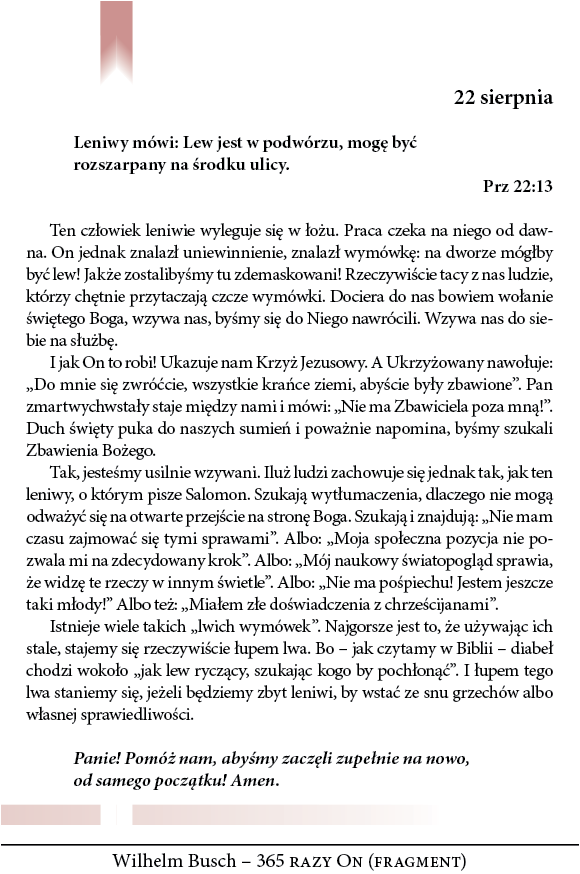 22 sierpnia
Leniwy mówi: Lew jest w podwórzu, mogę być
rozszarpany na środku ulicy.
Prz 22:13
Ten człowiek leniwie wyleguje się w łożu. Praca czeka na niego od daw-
na. On jednak znalazł uniewinnienie, znalazł wymówkę: na dworze mógłby
być lew! Jakże zostalibyśmy tu zdemaskowani! Rzeczywiście tacy z nas ludzie,
którzy chętnie przytaczają czcze wymówki. Dociera do nas bowiem wołanie
świętego Boga, wzywa nas, byśmy się do Niego nawrócili. Wzywa nas do sie-
bie na służbę.
I jak On to robi! Ukazuje nam Krzyż Jezusowy. A Ukrzyżowany nawołuje:
„Do mnie się zwróćcie, wszystkie krańce ziemi, abyście były zbawione”. Pan
zmartwychwstały staje między nami i mówi: „Nie ma Zbawiciela poza mną!”.
Duch święty puka do naszych sumień i poważnie napomina, byśmy szukali
Zbawienia Bożego.
Tak, jesteśmy usilnie wzywani. Iluż ludzi zachowuje się jednak tak, jak ten
leniwy, o którym pisze Salomon. Szukają wytłumaczenia, dlaczego nie mogą
odważyć się na otwarte przejście na stronę Boga. Szukają i znajdują: „Nie mam
czasu zajmować się tymi sprawami”. Albo: „Moja społeczna pozycja nie po-
zwala mi na zdecydowany krok”. Albo: „Mój naukowy światopogląd sprawia,
że widzę te rzeczy w innym świetle”. Albo: „Nie ma pośpiechu! Jestem jeszcze
taki młody!” Albo też: „Miałem złe doświadczenia z chrześcijanami”.
Istnieje wiele takich „lwich wymówek”. Najgorsze jest to, że używając ich
stale, stajemy się rzeczywiście łupem lwa. Bo – jak czytamy w Biblii – diabeł
chodzi wokoło „jak lew ryczący, szukając kogo by pochłonąć”. I łupem tego
lwa staniemy się, jeżeli będziemy zbyt leniwi, by wstać ze snu grzechów albo
własnej sprawiedliwości.
Panie! Pomóż nam, abyśmy zaczęli zupełnie na nowo,
od samego początku! Amen.
Wilhelm Busch – 365 RAZY ON (FRAGMENT)